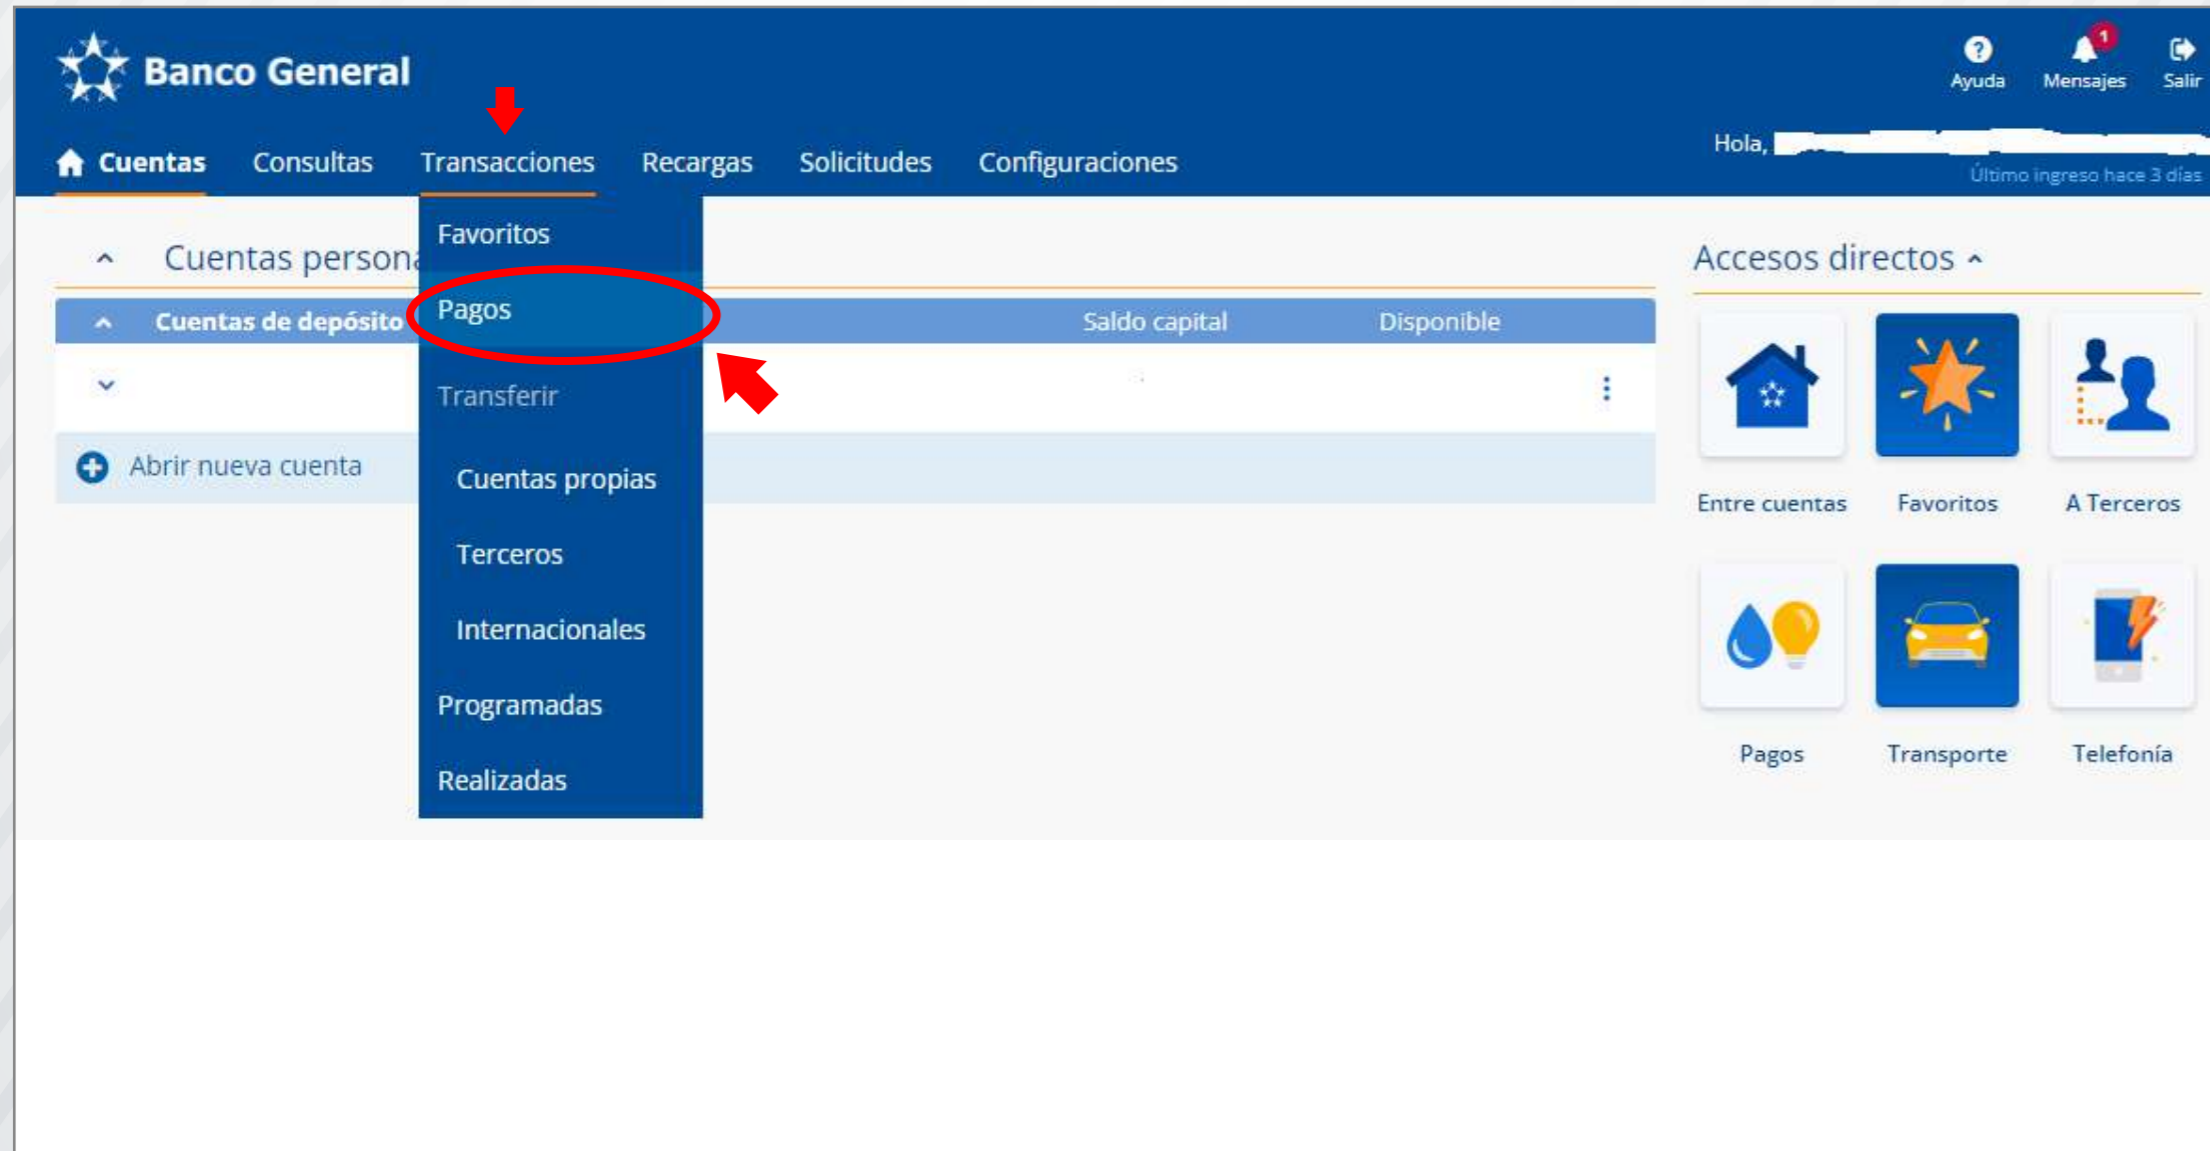 Banco General
Ayuda
Mensajes
1
Salir
Cuentas
Consultas
Transacciones
Recargas
Solicitudes
Configuraciones
Hola,
Último ingreso hace 3 días
Favoritos
Pagos
Transferir
Cuentas propias
Terceros
Internacionales
Programadas
Realizadas
Cuentas person
Cuentas de depósito
Saldo capital
Disponible
Abrir nueva cuenta
Accesos directos
Entre cuentas
Favoritos
A Terceros
Pagos
Transporte
Telefonía